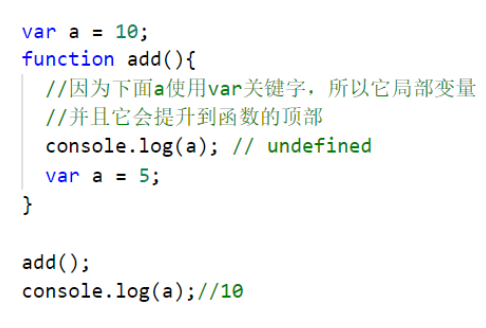 var a = 10;
function add(){
  //因为下面a使用var关键字，所以它局部变量
  //并且它会提升到函数的顶部
  console.log(a); // undefined
  var a = 5;
}

add();
console.log(a);//10